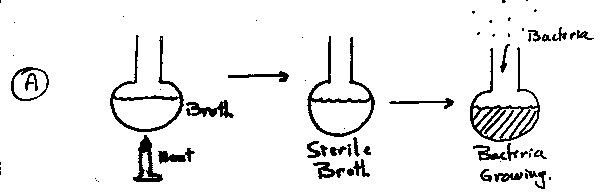 A
Broth
Heat
Sterile
Broth
Bacteria
Bacteria
Growing.